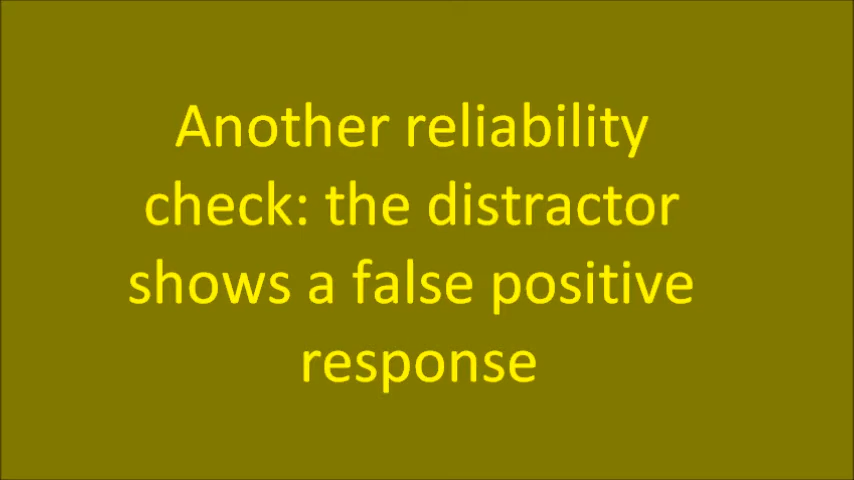 Another reliability
check: the distractor
shows a false positive
response